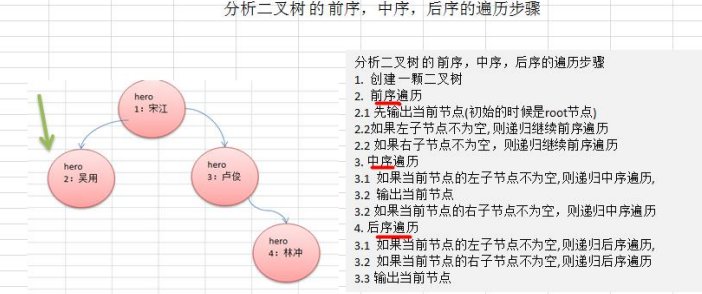 分析二叉树的前序，中序，后序的遍历步骤
hero
1：宋江
hero
2：吴用
hero
3：卢俊
hero
4：林冲
分析二叉树的前序，中序，后序的遍历步骤
1. 创建一颗二叉树
2. 前序遍历
2.1 先输出当前节点(初始的时候是root节点)
2.2如果左子节点不为空,则递归继续前序遍历
2.2 如果右子节点不为空，则递归继续前序遍历
3. 中序遍历
3.1 如果当前节点的左子节点不为空,则递归中序遍历,
3.2 输出当前节点
3.2 如果当前节点的右子节点不为空，则递归中序遍历
4. 后序遍历
3.1 如果当前节点的左子节点不为空,则递归后序遍历,
3.2 如果当前节点的右子节点不为空,则递归后序遍历
3.3 输出当前节点